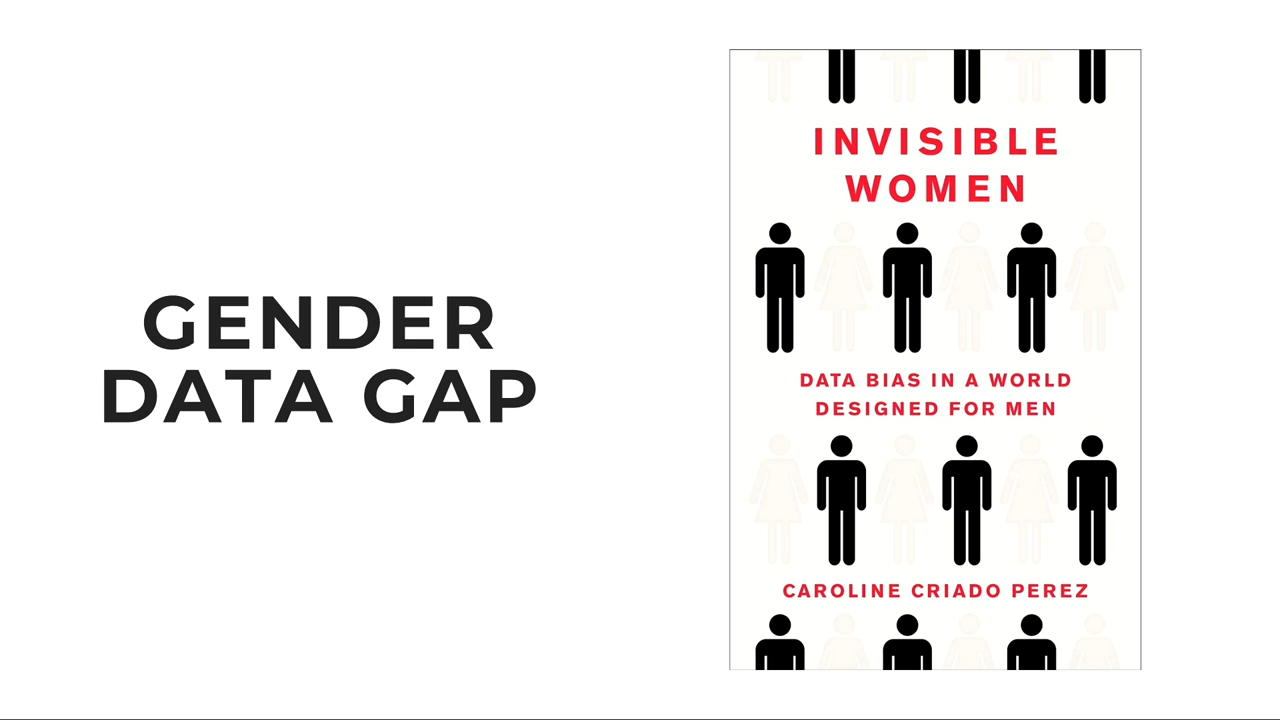 GENDER
DATA GAP
INVISIBLE
WOMEN
DATA BIAS IN A WORLD
DESIGNED FOR MEN
CAROLINE CRIADO PEREZ